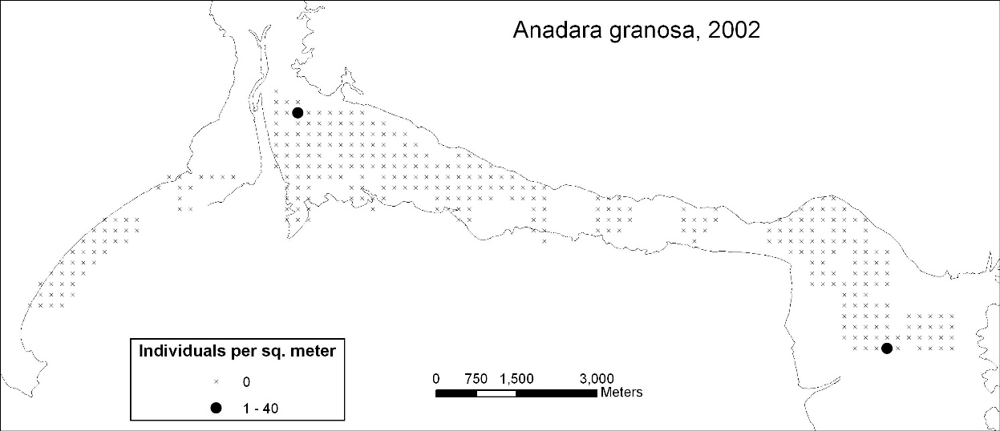 Anadara granosa, 2002
Individuals per sq. meter
0
1 - 40
0 750 1,500 3,000
Meters